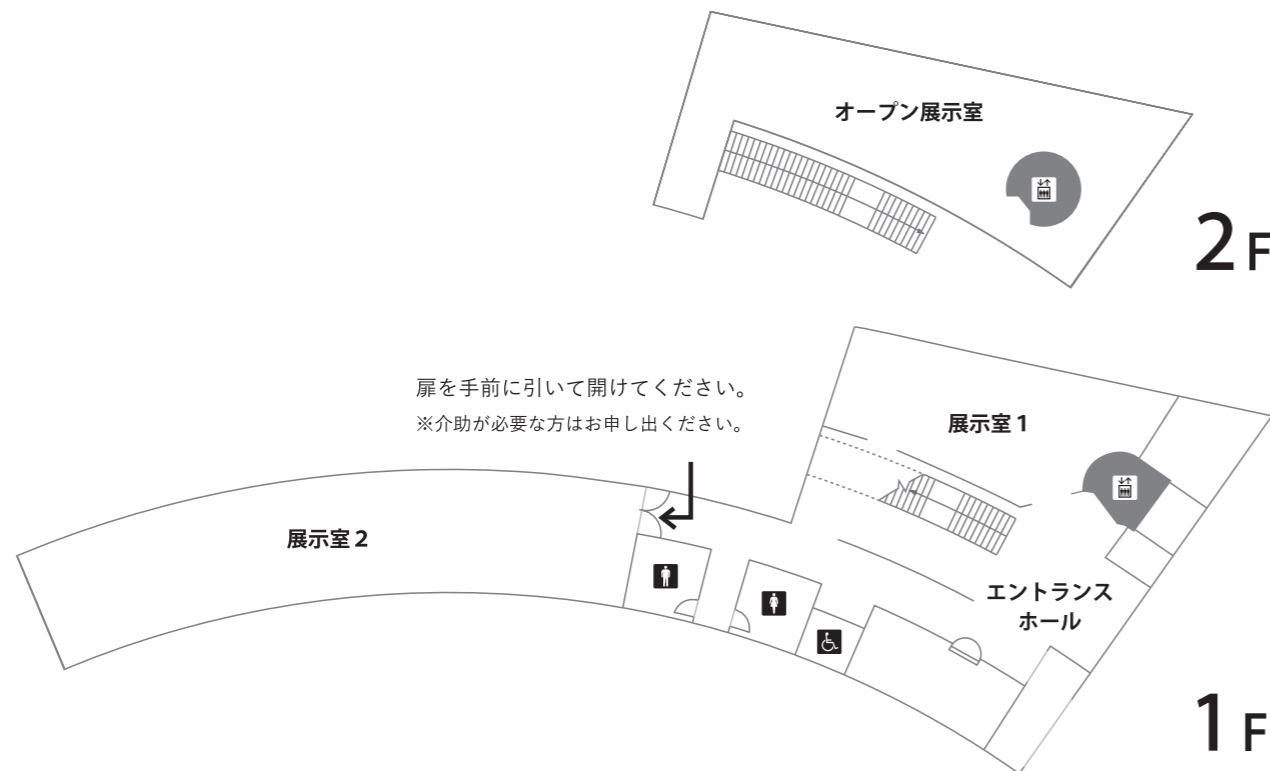 オープン展示室
2F
扉を手前に引いて開けてください。
※介助が必要な方はお申し出ください。
展示室1
展示室2
エントランス
ホール
1F